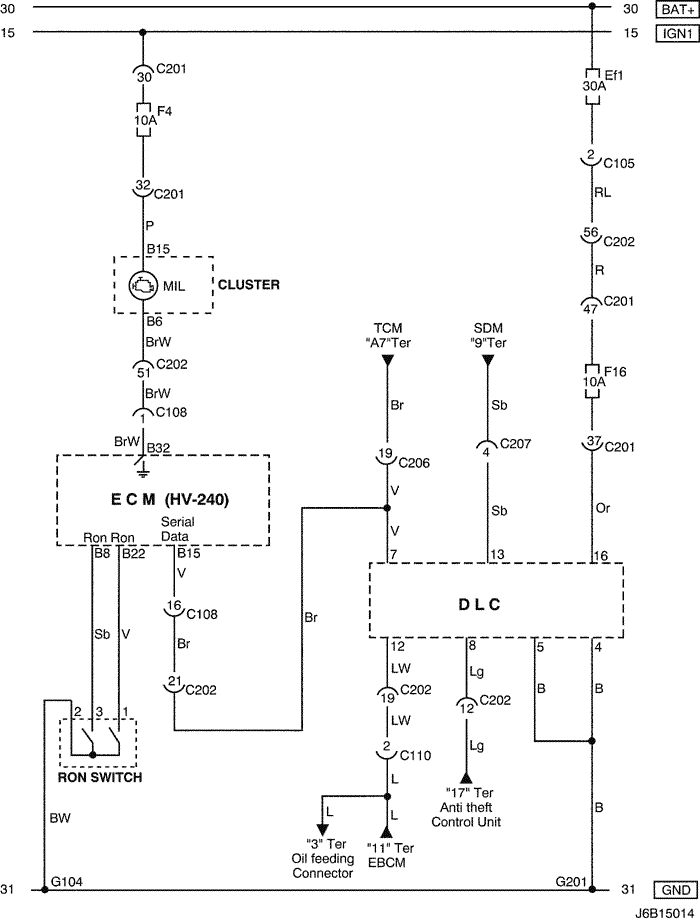 30 30 BAT+
15 15 IGN1
C201
30
Ef1
30A
F4
10A
2 C105
32
C201
RL
P
56 C202
B15
R
MIL CLUSTER
C201
47
B6
TCM SDM
"A7"Ter "9"Ter
BrW
C202
51
F16
10A
BrW
Br Sb
C108
1
BrW B32
19 C206
4 C207
37 C201
E C M (HV-240)
V
Sb Or
Serial
Data
Ron Ron
V
B8 B22 B15
7 13 16
V
D L C
16 C108
Br
Sb V Br
12 8 5 4
LW Lg
21 C202
19 C202
12 C202
B B
2 3 1
LW
Lg
2 C110
RON SWITCH
L
"17" Ter
Anti theft
Control Unit
BW
L L
B
"3" Ter
Oil feeding
Connector
"11" Ter
EBCM
31 G104 G201 31 GND
J6B15014